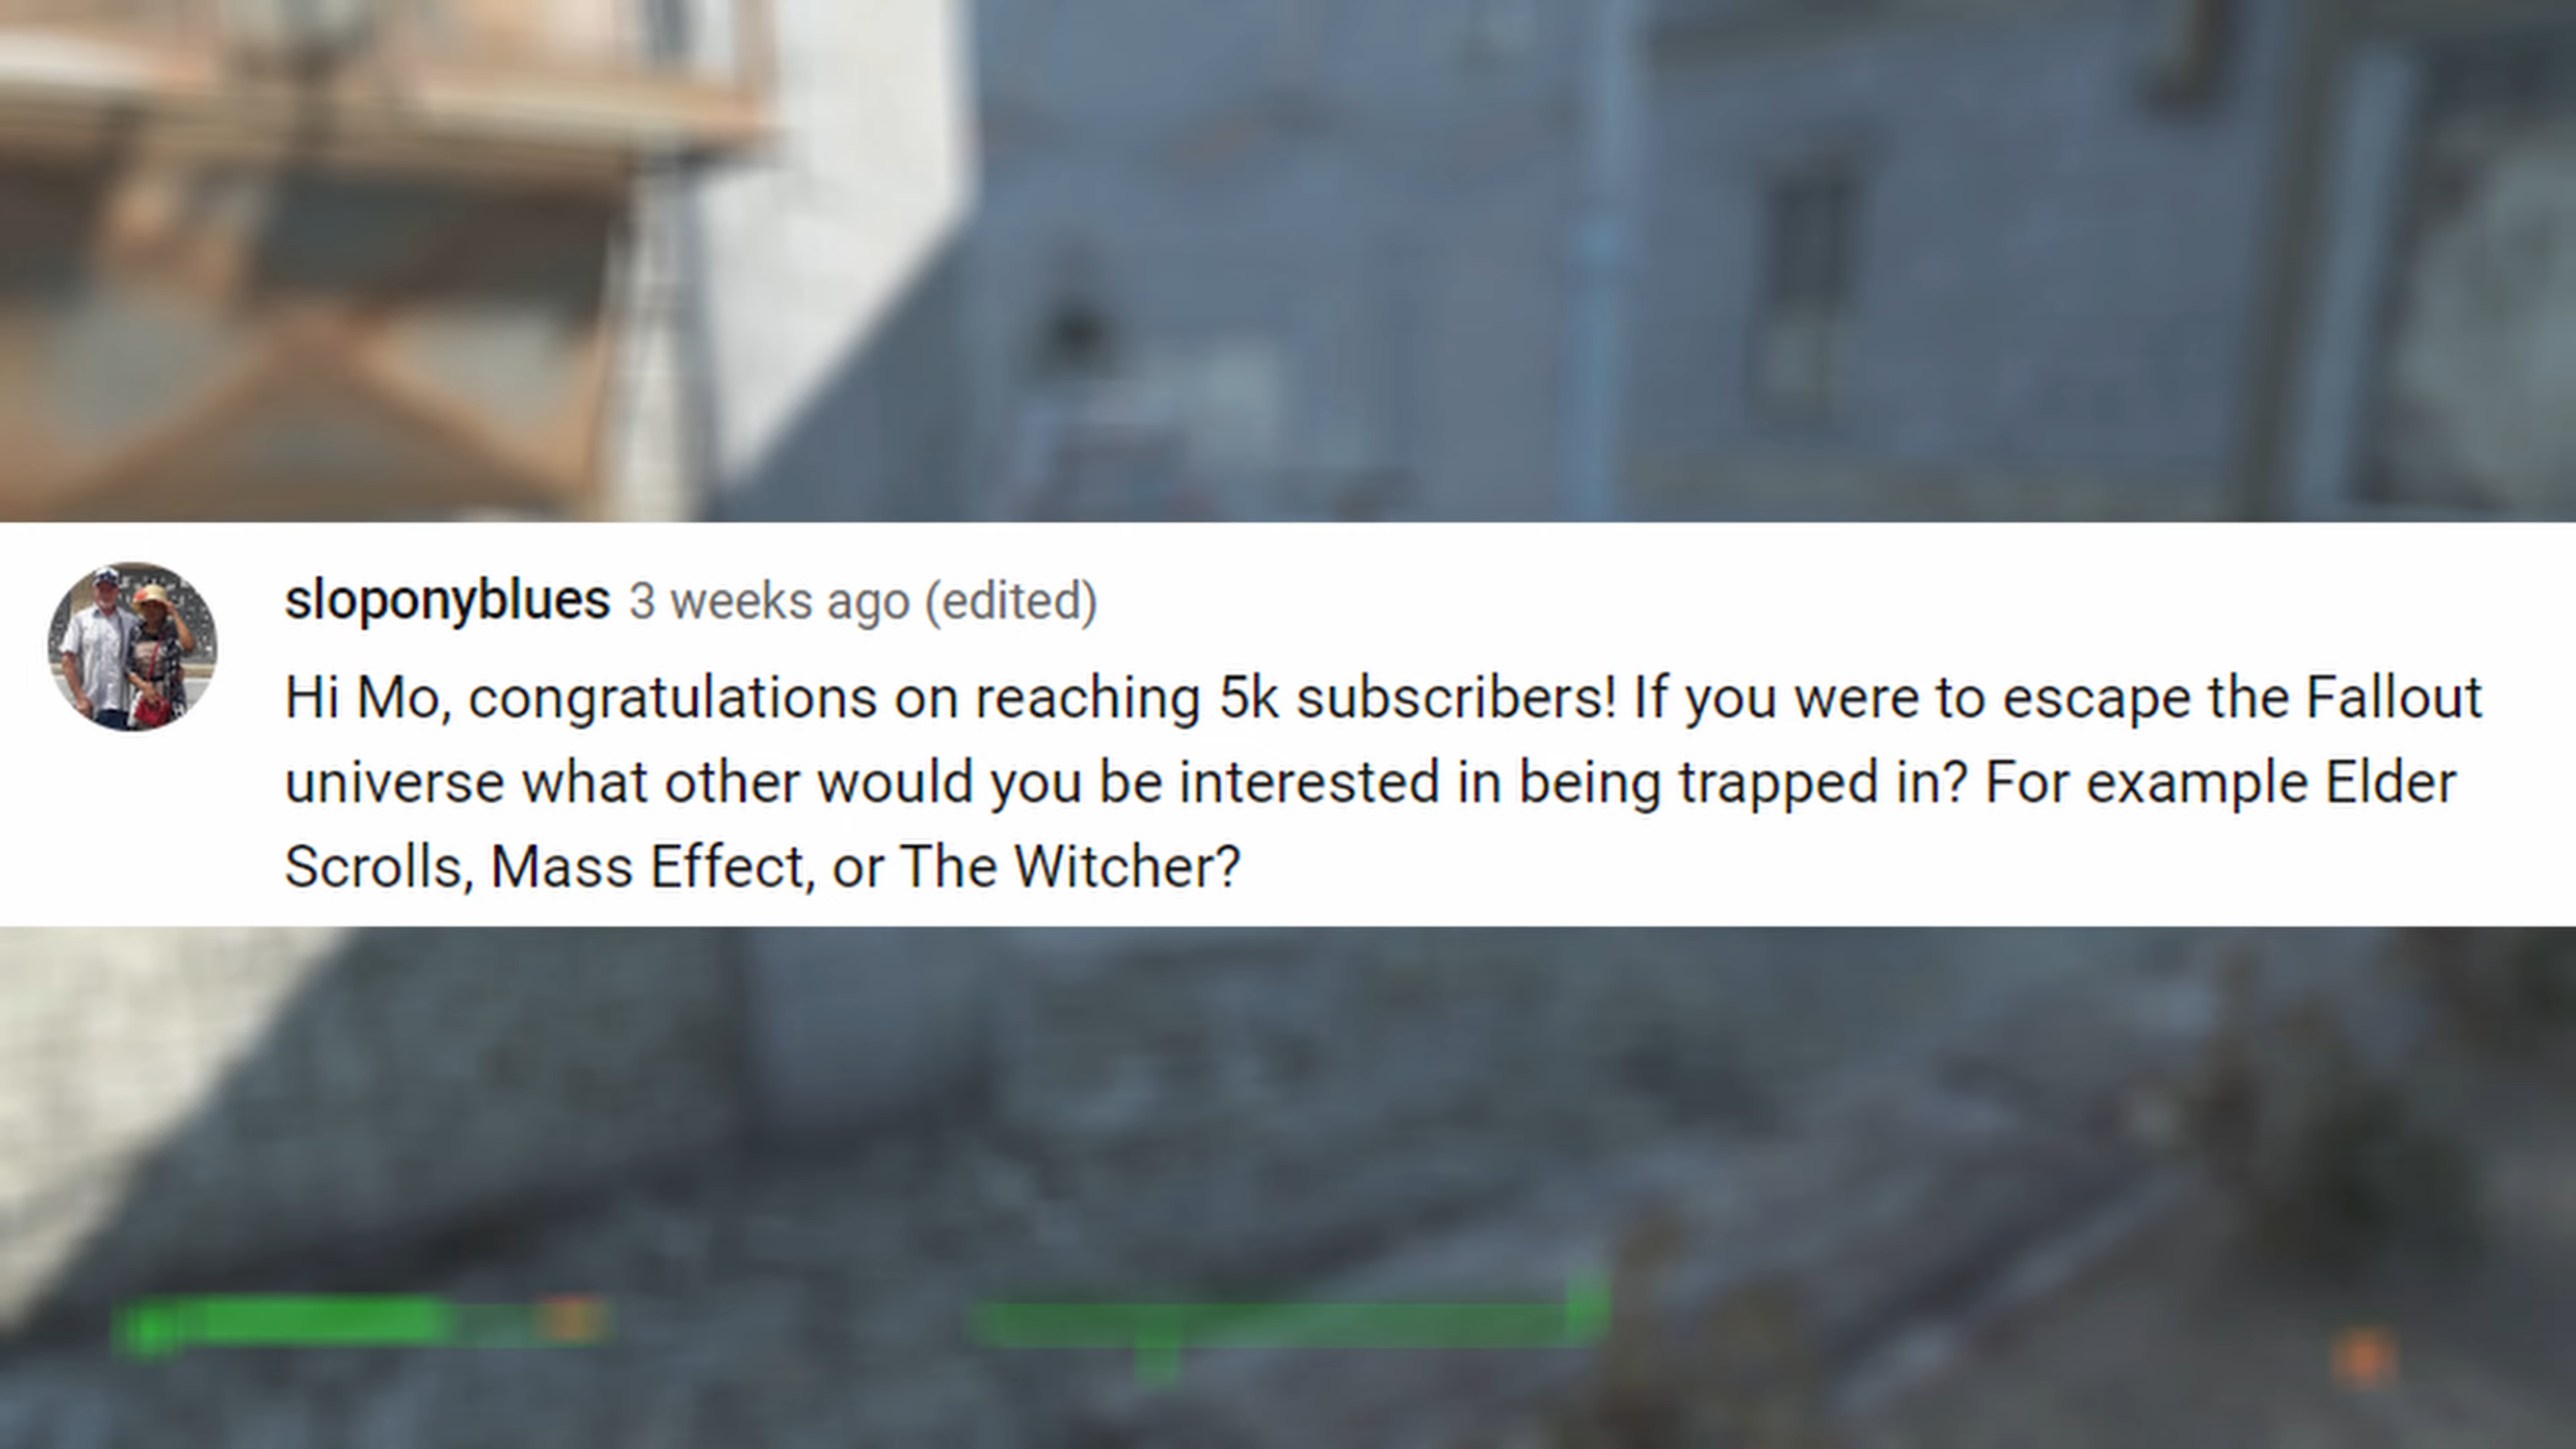 sloponyblues 3 weeks ago (edited)
Hi Mo, congratulations on reaching 5k subscribers! If you were to escape the Fallout
universe what other would you be interested in being trapped in? For example Elder
Scrolls, Mass Effect, or The Witcher?